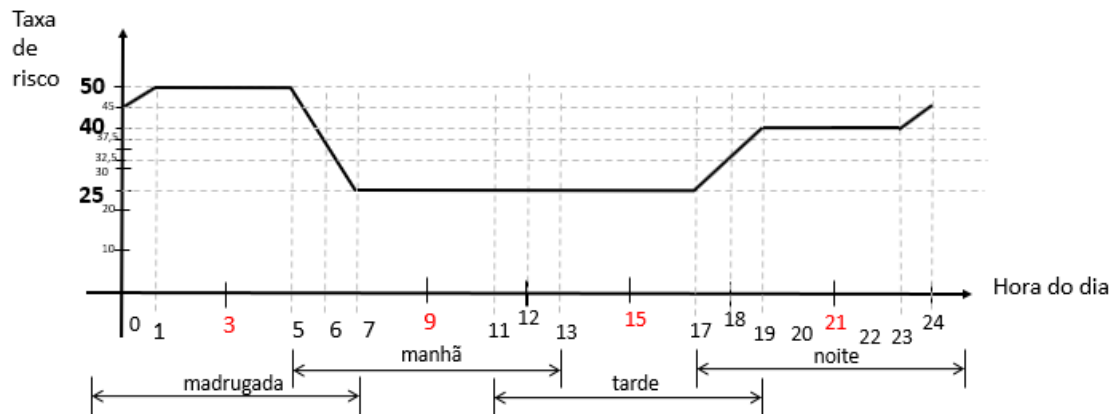 Taxa
de
risco
50
45
40
37,5
32,5
30
25
20
10
Hora do dia
0 1 3 5 6 7 9 11 12 13 15 17 18 19 20 21 22 23 24
manhã noite
madrugada tarde